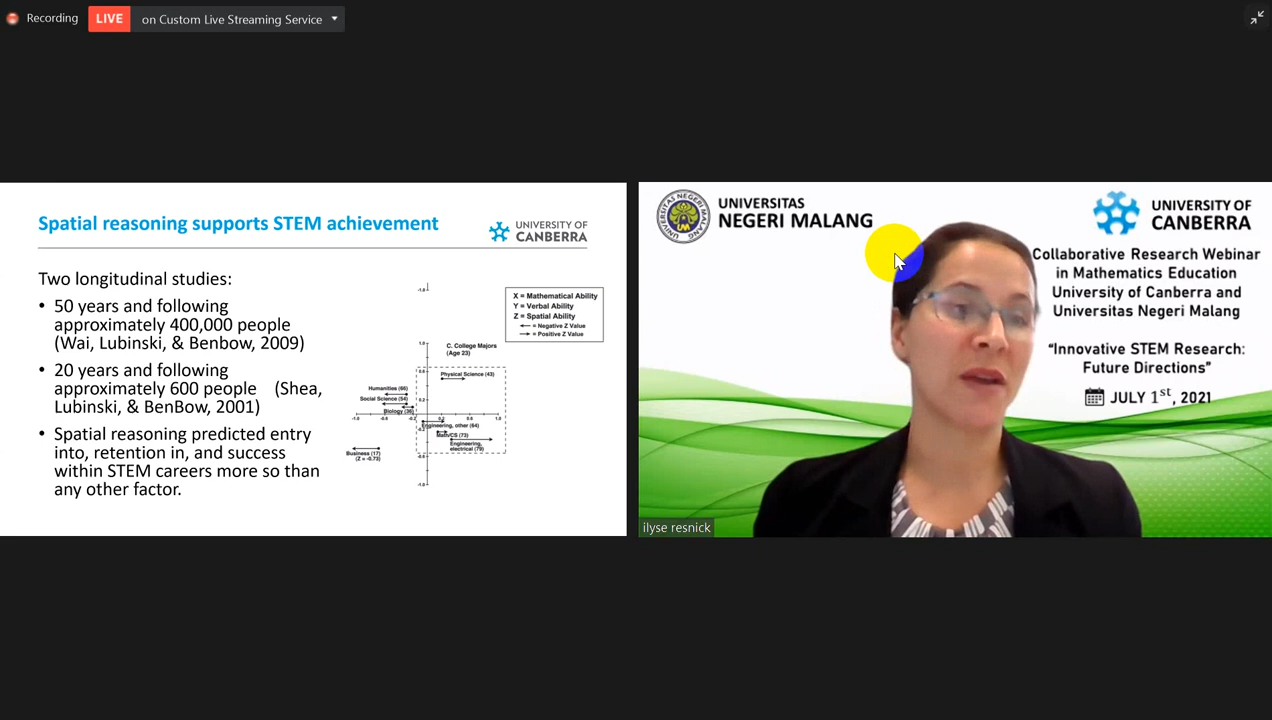 Recording
LIVE on Custom Live Streaming Service
Spatial reasoning supports STEM achievement
UNIVERSITY OF
CANBERRA
Two longitudinal studies:
• 50 years and following
approximately 400,000 people
(Wai, Lubinski, & Benbow, 2009)
• 20 years and following
approximately 600 people (Shea,
Lubinski, & BenBow, 2001)
• Spatial reasoning predicted entry
into, retention in, and success
within STEM careers more so than
any other factor.
X = Mathematical Ability
Y = Verbal Ability
Z = Spatial Ability
= Negative Z Value
= Positive Z Value
C. College Majors
(Age 23)
Physical Science (43)
Humanities (66)
Social Science (54)
Biology (36)
Engineering, other (64)
Math/CS (73)
Engineering,
electrical (79)
Business (17)
(Z = -0.73)
UNIVERSITAS
NEGERI MALANG
UNIVERSITY OF
CANBERRA
Collaborative Research Webinar
in Mathematics Education
University of Canberra and
Universitas Negeri Malang
“Innovative STEM Research:
Future Directions”
JULY 1st, 2021
ilyse resnick